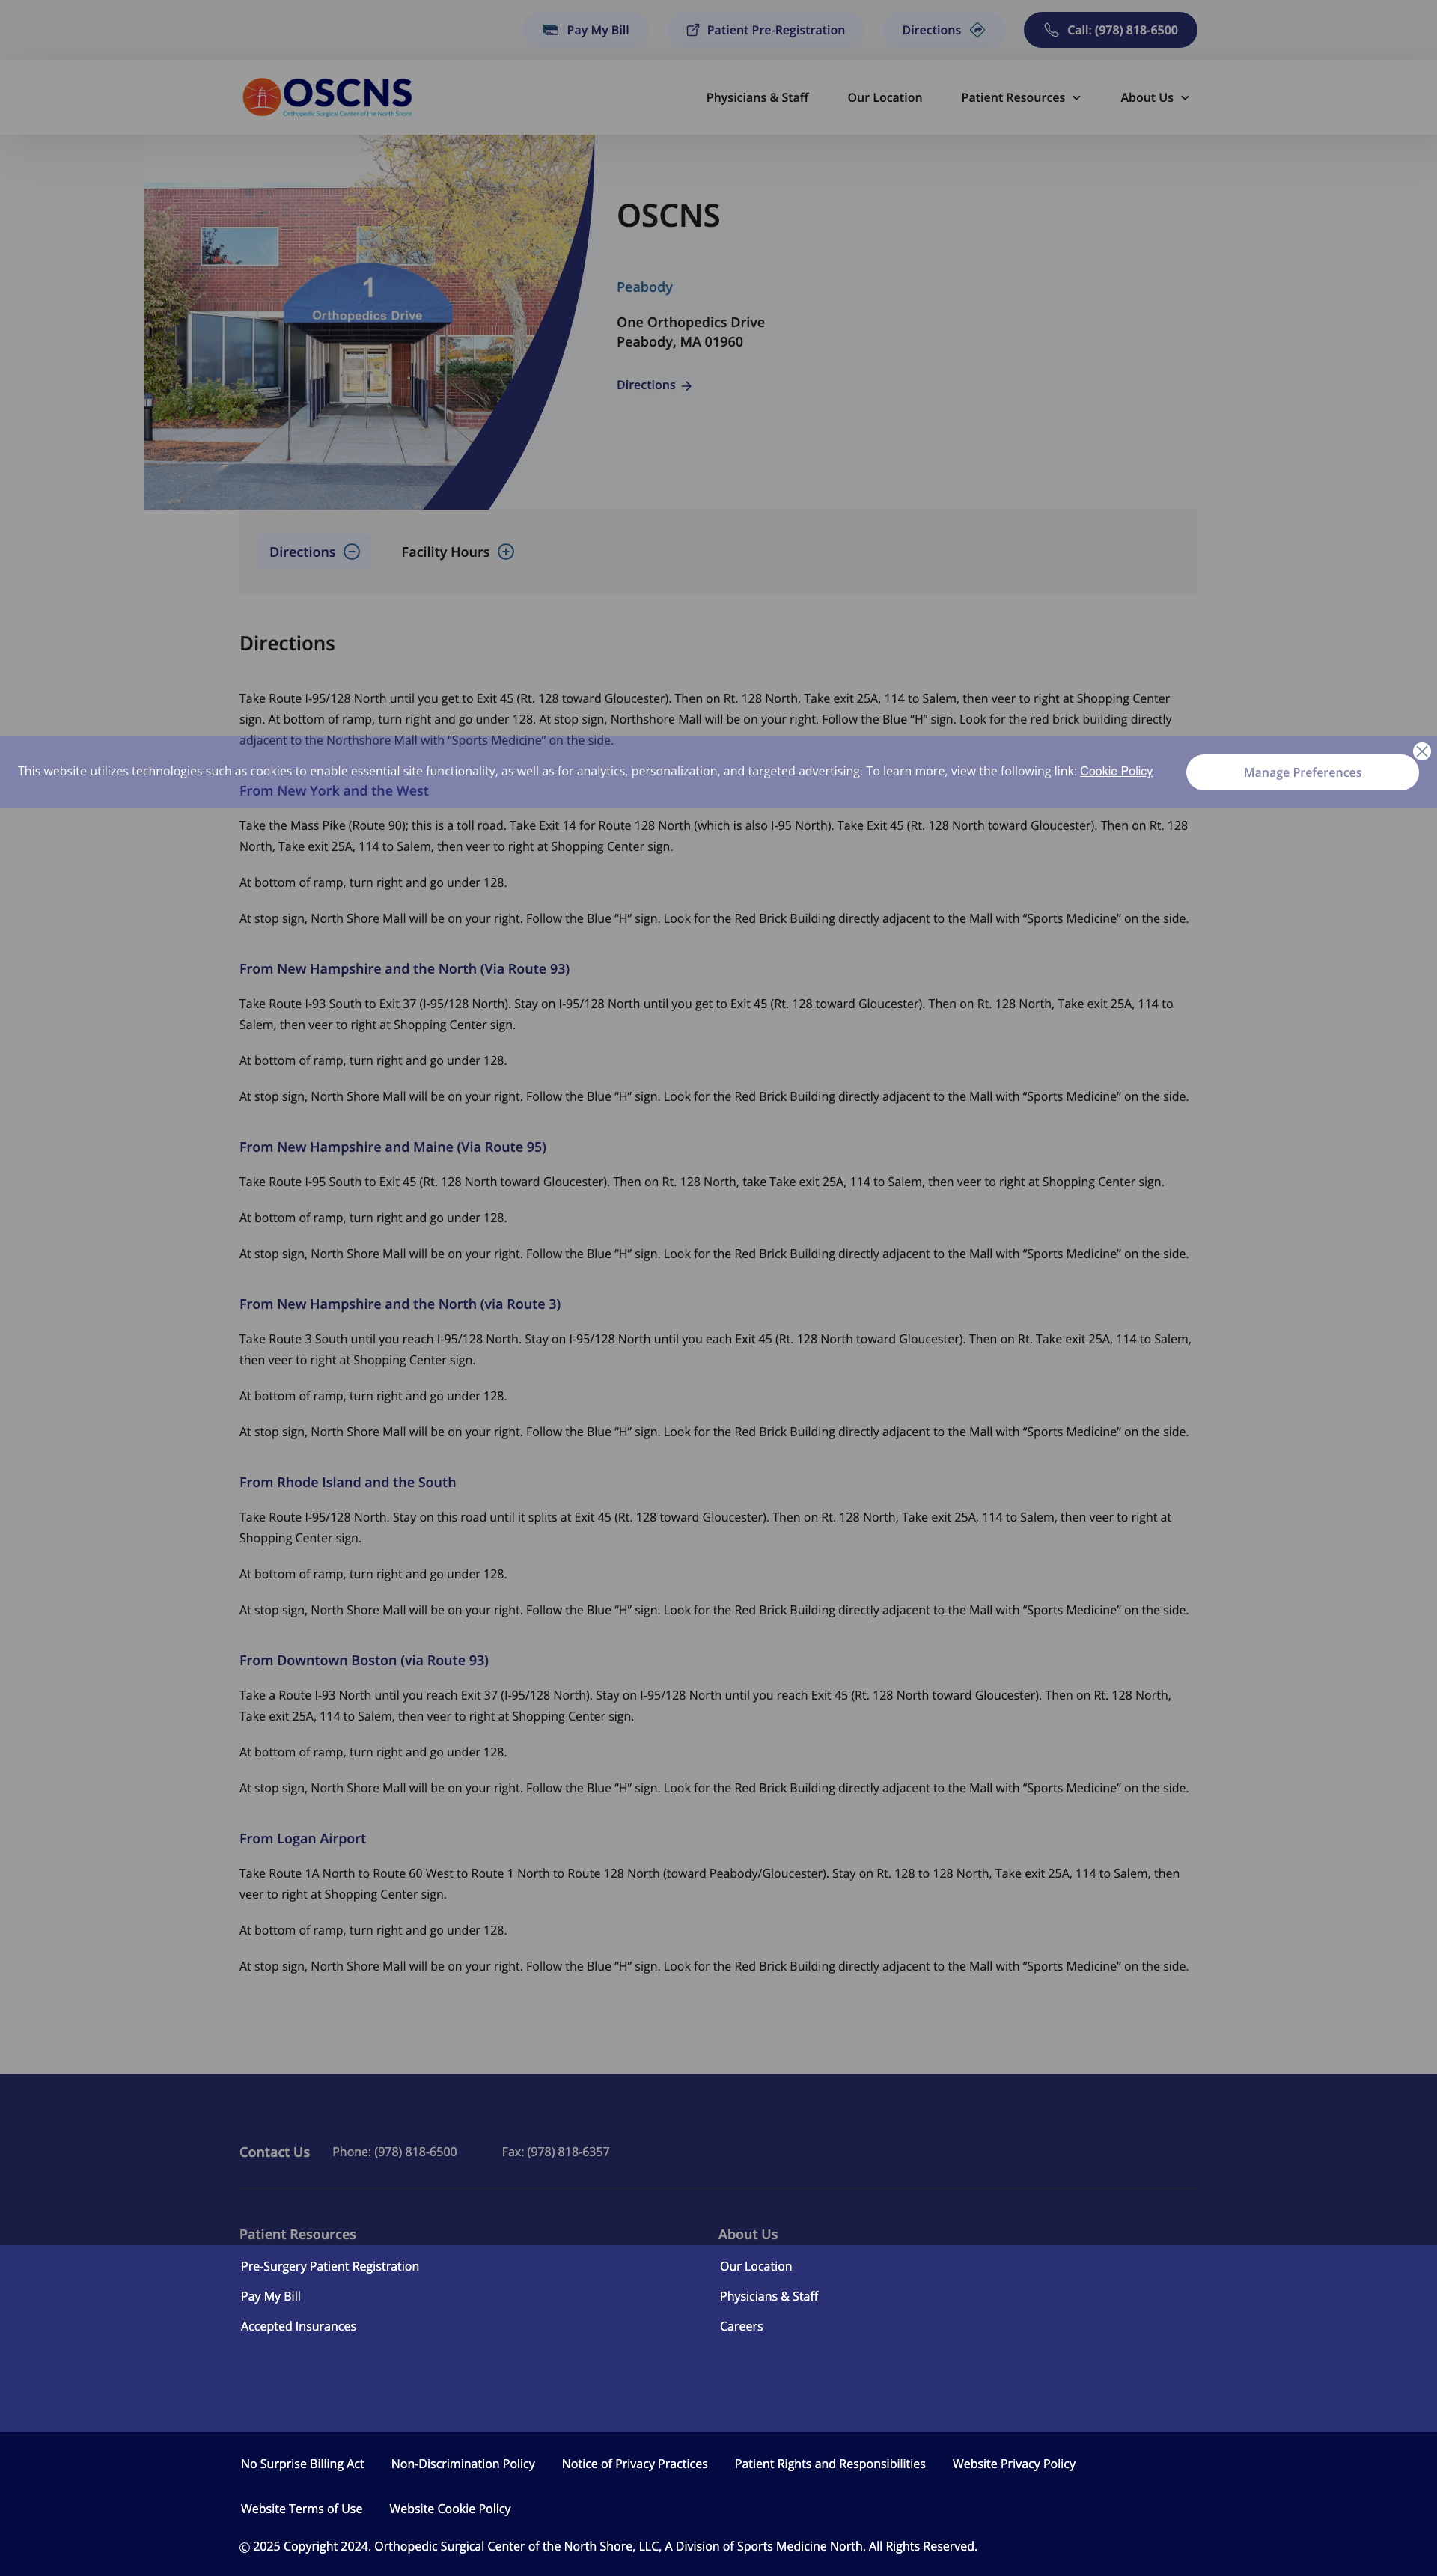 Pay My Bill
Patient Pre-Registration
Directions
Call: (978) 818-6500
OSCNS
Orthopedic Surgical Center of the North Shore
Physicians & Staff
Our Location
Patient Resources
About Us
1
Orthopedics Drive
OSCNS
Peabody
One Orthopedics Drive
Peabody, MA 01960
Directions
Directions
Facility Hours
Directions
Take Route I-95/128 North until you get to Exit 45 (Rt. 128 toward Gloucester). Then on Rt. 128 North, Take exit 25A, 114 to Salem, then veer to right at Shopping Center
sign. At bottom of ramp, turn right and go under 128. At stop sign, Northshore Mall will be on your right. Follow the Blue “H” sign. Look for the red brick building directly
adjacent to the Northshore Mall with “Sports Medicine” on the side.
This website utilizes technologies such as cookies to enable essential site functionality, as well as for analytics, personalization, and targeted advertising. To learn more, view the following link: Cookie Policy
Manage Preferences
From New York and the West
Take the Mass Pike (Route 90); this is a toll road. Take Exit 14 for Route 128 North (which is also I-95 North). Take Exit 45 (Rt. 128 North toward Gloucester). Then on Rt. 128
North, Take exit 25A, 114 to Salem, then veer to right at Shopping Center sign.
At bottom of ramp, turn right and go under 128.
At stop sign, North Shore Mall will be on your right. Follow the Blue “H” sign. Look for the Red Brick Building directly adjacent to the Mall with “Sports Medicine” on the side.
From New Hampshire and the North (Via Route 93)
Take Route I-93 South to Exit 37 (I-95/128 North). Stay on I-95/128 North until you get to Exit 45 (Rt. 128 toward Gloucester). Then on Rt. 128 North, Take exit 25A, 114 to
Salem, then veer to right at Shopping Center sign.
At bottom of ramp, turn right and go under 128.
At stop sign, North Shore Mall will be on your right. Follow the Blue “H” sign. Look for the Red Brick Building directly adjacent to the Mall with “Sports Medicine” on the side.
From New Hampshire and Maine (Via Route 95)
Take Route I-95 South to Exit 45 (Rt. 128 North toward Gloucester). Then on Rt. 128 North, take Take exit 25A, 114 to Salem, then veer to right at Shopping Center sign.
At bottom of ramp, turn right and go under 128.
At stop sign, North Shore Mall will be on your right. Follow the Blue “H” sign. Look for the Red Brick Building directly adjacent to the Mall with “Sports Medicine” on the side.
From New Hampshire and the North (via Route 3)
Take Route 3 South until you reach I-95/128 North. Stay on I-95/128 North until you each Exit 45 (Rt. 128 North toward Gloucester). Then on Rt. Take exit 25A, 114 to Salem,
then veer to right at Shopping Center sign.
At bottom of ramp, turn right and go under 128.
At stop sign, North Shore Mall will be on your right. Follow the Blue “H” sign. Look for the Red Brick Building directly adjacent to the Mall with “Sports Medicine” on the side.
From Rhode Island and the South
Take Route I-95/128 North. Stay on this road until it splits at Exit 45 (Rt. 128 toward Gloucester). Then on Rt. 128 North, Take exit 25A, 114 to Salem, then veer to right at
Shopping Center sign.
At bottom of ramp, turn right and go under 128.
At stop sign, North Shore Mall will be on your right. Follow the Blue “H” sign. Look for the Red Brick Building directly adjacent to the Mall with “Sports Medicine” on the side.
From Downtown Boston (via Route 93)
Take a Route I-93 North until you reach Exit 37 (I-95/128 North). Stay on I-95/128 North until you reach Exit 45 (Rt. 128 North toward Gloucester). Then on Rt. 128 North,
Take exit 25A, 114 to Salem, then veer to right at Shopping Center sign.
At bottom of ramp, turn right and go under 128.
At stop sign, North Shore Mall will be on your right. Follow the Blue “H” sign. Look for the Red Brick Building directly adjacent to the Mall with “Sports Medicine” on the side.
From Logan Airport
Take Route 1A North to Route 60 West to Route 1 North to Route 128 North (toward Peabody/Gloucester). Stay on Rt. 128 to 128 North, Take exit 25A, 114 to Salem, then
veer to right at Shopping Center sign.
At bottom of ramp, turn right and go under 128.
At stop sign, North Shore Mall will be on your right. Follow the Blue “H” sign. Look for the Red Brick Building directly adjacent to the Mall with “Sports Medicine” on the side.
Contact Us
Phone: (978) 818-6500
Fax: (978) 818-6357
Patient Resources
Pre-Surgery Patient Registration
Pay My Bill
Accepted Insurances
About Us
Our Location
Physicians & Staff
Careers
No Surprise Billing Act
Non-Discrimination Policy
Notice of Privacy Practices
Patient Rights and Responsibilities
Website Privacy Policy
Website Terms of Use
Website Cookie Policy
© 2025 Copyright 2024. Orthopedic Surgical Center of the North Shore, LLC, A Division of Sports Medicine North. All Rights Reserved.